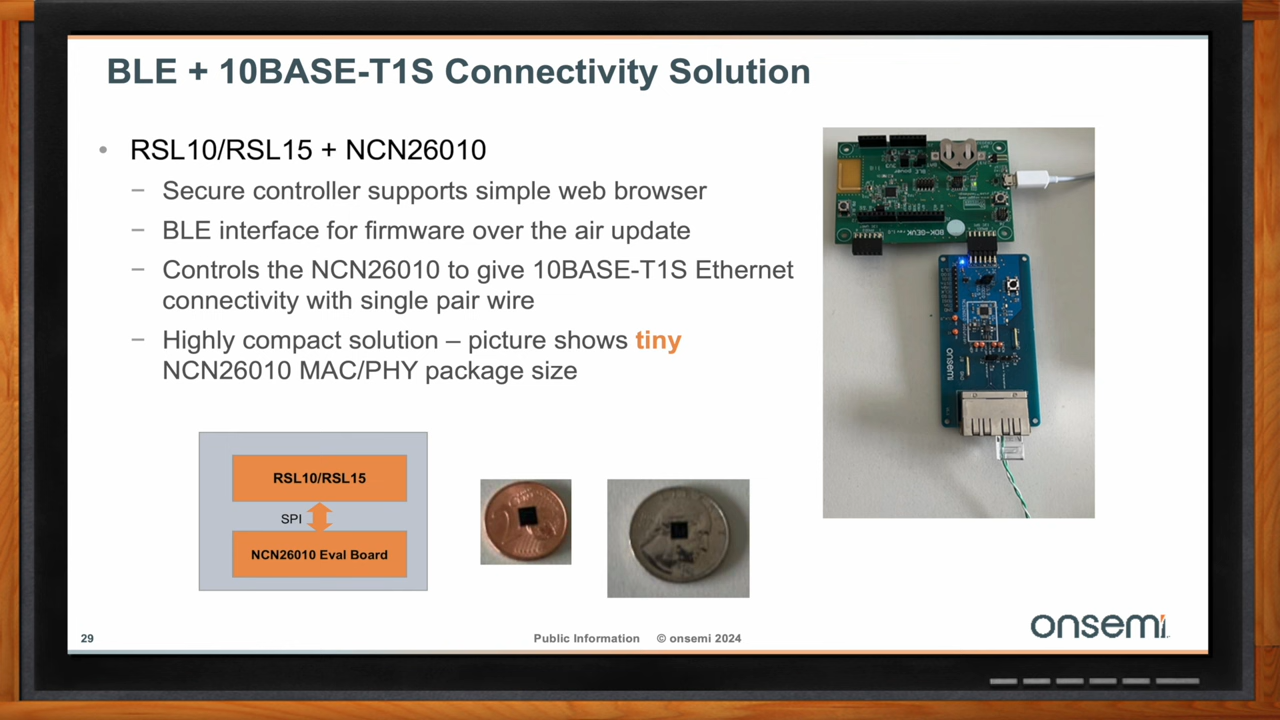 BLE + 10BASE-T1S Connectivity Solution
• RSL10/RSL15 + NCN26010
− Secure controller supports simple web browser
− BLE interface for firmware over the air update
− Controls the NCN26010 to give 10BASE-T1S Ethernet
connectivity with single pair wire
− Highly compact solution – picture shows tiny
NCN26010 MAC/PHY package size
RSL10/RSL15
SPI
NCN26010 Eval Board
BDK-GEVK
onsemi
29
Public Information © onsemi 2024
onsemi